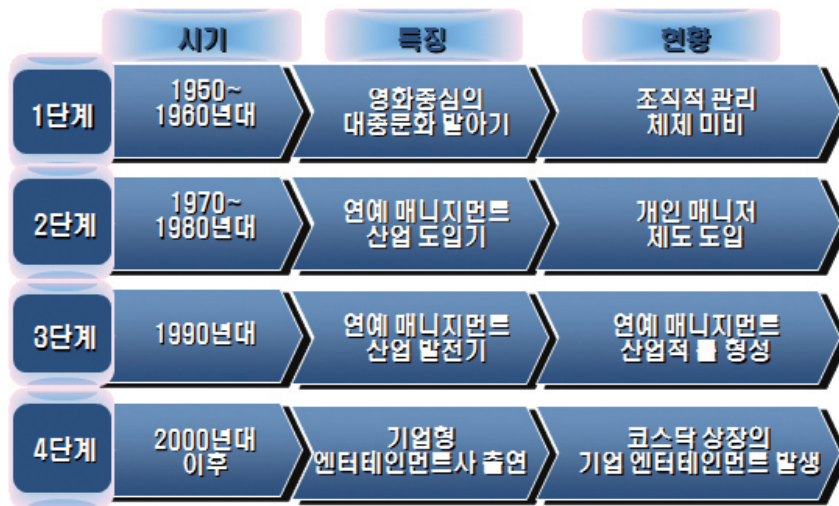 시기 특징 현황
1단계
1950~
1960년대
영화중심의
대중문화 발아기
조직적 관리
체제 미비
2단계
1970~
1980년대
연예 매니지먼트
산업 도입기
개인 매니저
제도 도입
3단계
1990년대
연예 매니지먼트
산업 발전기
연예 매니지먼트
산업적 틀 형성
4단계
2000년대
이후
기업형
엔터테인먼트사 출연
코스닥 상장의
기업 엔터테인먼트 발생